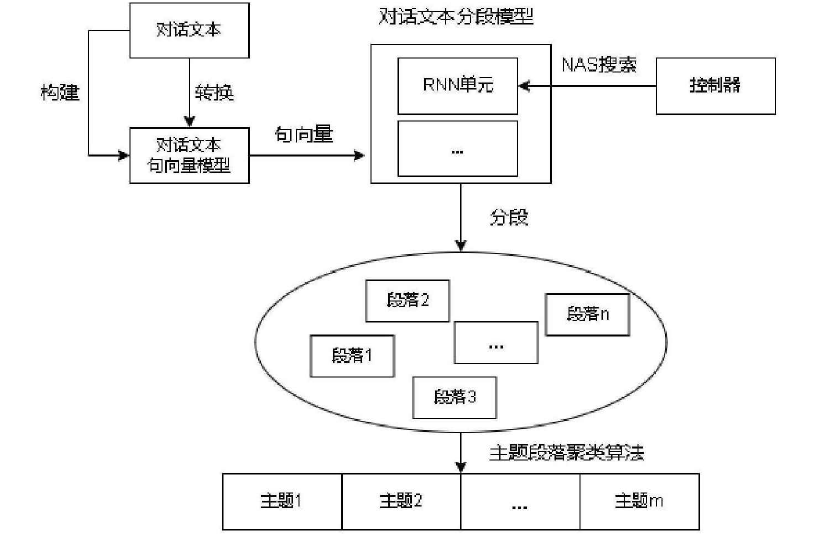 对话文本分段模型
对话文本
RNN单元
NAS搜索
控制器
构建
转换
对话文本
句向量模型
句向量
...
分段
段落2
段落n
段落1
...
段落3
主题段落聚类算法
主题1
主题2
...
主题m